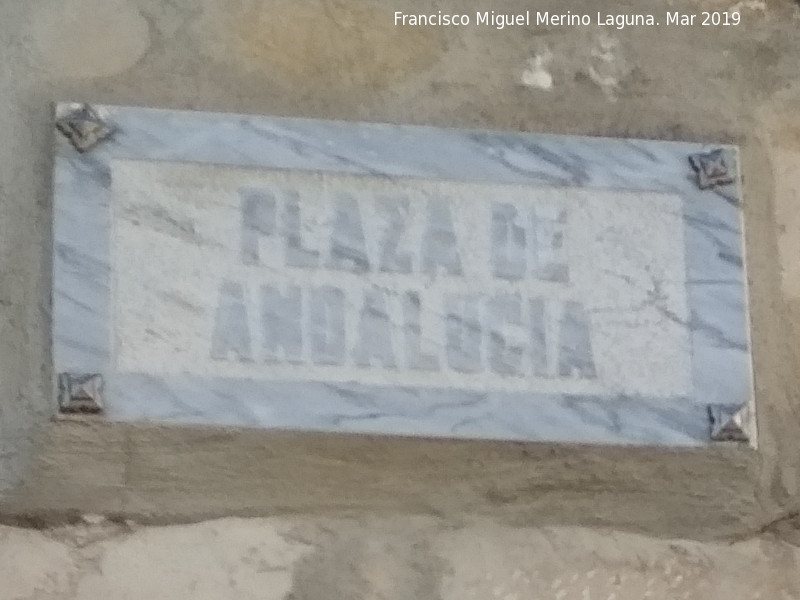 Francisco Miguel Merino Laguna. Mar 2019
PLAZA DE
ANDALUCIA